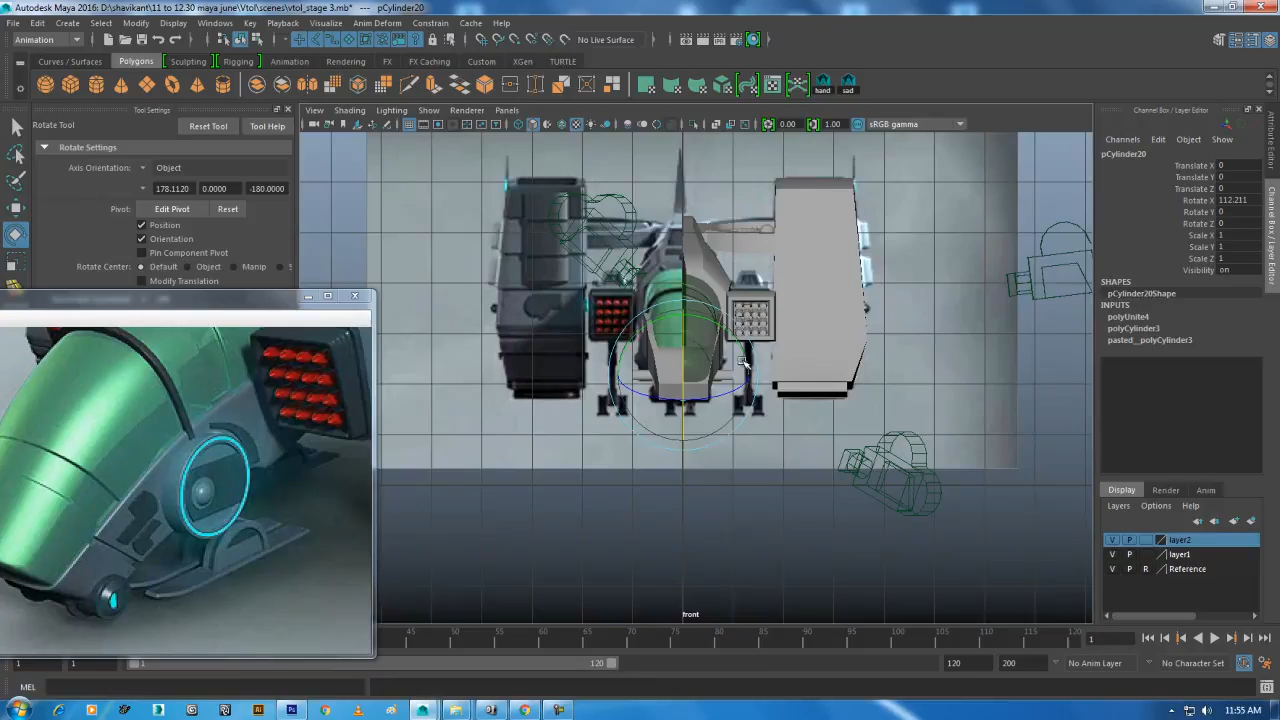 Autodesk Maya 2016: D:\shavikant\11 to 12.30 maya june\Vtol\scenes\vtol_stage 3.mb* --- pCylinder20
File Edit Create Select Modify Display Windows Key Playback Visualize Anim Deform Constrain Cache Help
Animation No Live Surface
Curves / Surfaces Polygons Sculpting Rigging Animation Rendering FX FX Caching Custom XGen TURTLE
hand sad
Tool Settings
Rotate Tool Reset Tool Tool Help
Rotate Settings
Axis Orientation: Object
178.1120 0.0000 -180.0000
Pivot: Edit Pivot Reset
Position
Orientation
Pin Component Pivot
Rotate Center: Default Object Manip S
Modify Translation
View Shading Lighting Show Renderer Panels
0.00 1.00 sRGB gamma
front
Channel Box / Layer Editor
Channels Edit Object Show
pCylinder20
Translate X 0
Translate Y 0
Translate Z 0
Rotate X 112.211
Rotate Y 0
Rotate Z 0
Scale X 1
Scale Y 1
Scale Z 1
Visibility on
SHAPES
pCylinder20Shape
INPUTS
polyUnite4
polyCylinder3
pasted__polyCylinder3
Display Render Anim
Layers Options Help
V P layer2
V P layer1
V P R Reference
Attribute Editor
Channel Box / Layer Editor
45 50 55 60 65 70 75 80 85 90 95 100 105 110 115 120 1
1 1 1 120 120 200 No Anim Layer No Character Set
MEL
11:55 AM